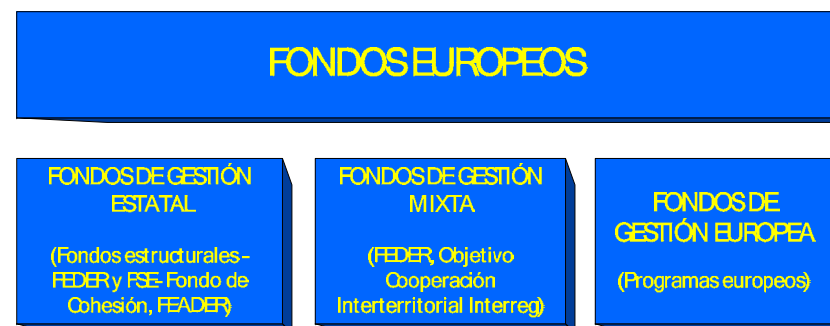 FONDOS EUROPEOS
FONDOS DE GESTIÓN
ESTATAL
(Fondos estructurales–
FEDER y FSE- Fondo de
Cohesión, FEADER)
FONDOS DE GESTIÓN
MIXTA
(FEDER, Objetivo
Cooperación
Interterritorial Interreg)
FONDOS DE
GESTIÓN EUROPEA
(Programas europeos)